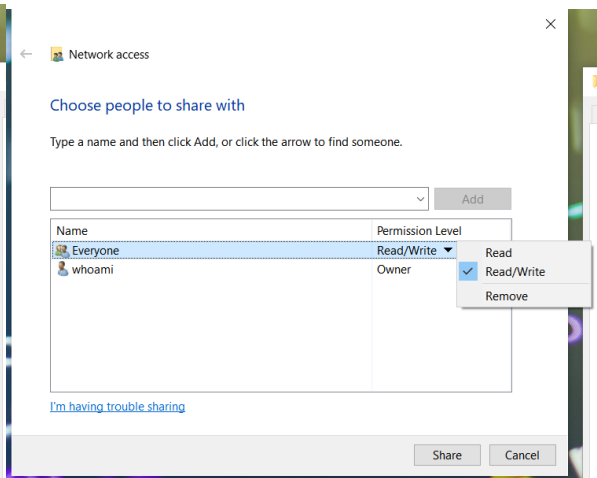 Network access
Choose people to share with
Type a name and then click Add, or click the arrow to find someone.
Add
Name Permission Level
Everyone Read/Write
whoami Owner
Read
Read/Write
Remove
I'm having trouble sharing
Share Cancel